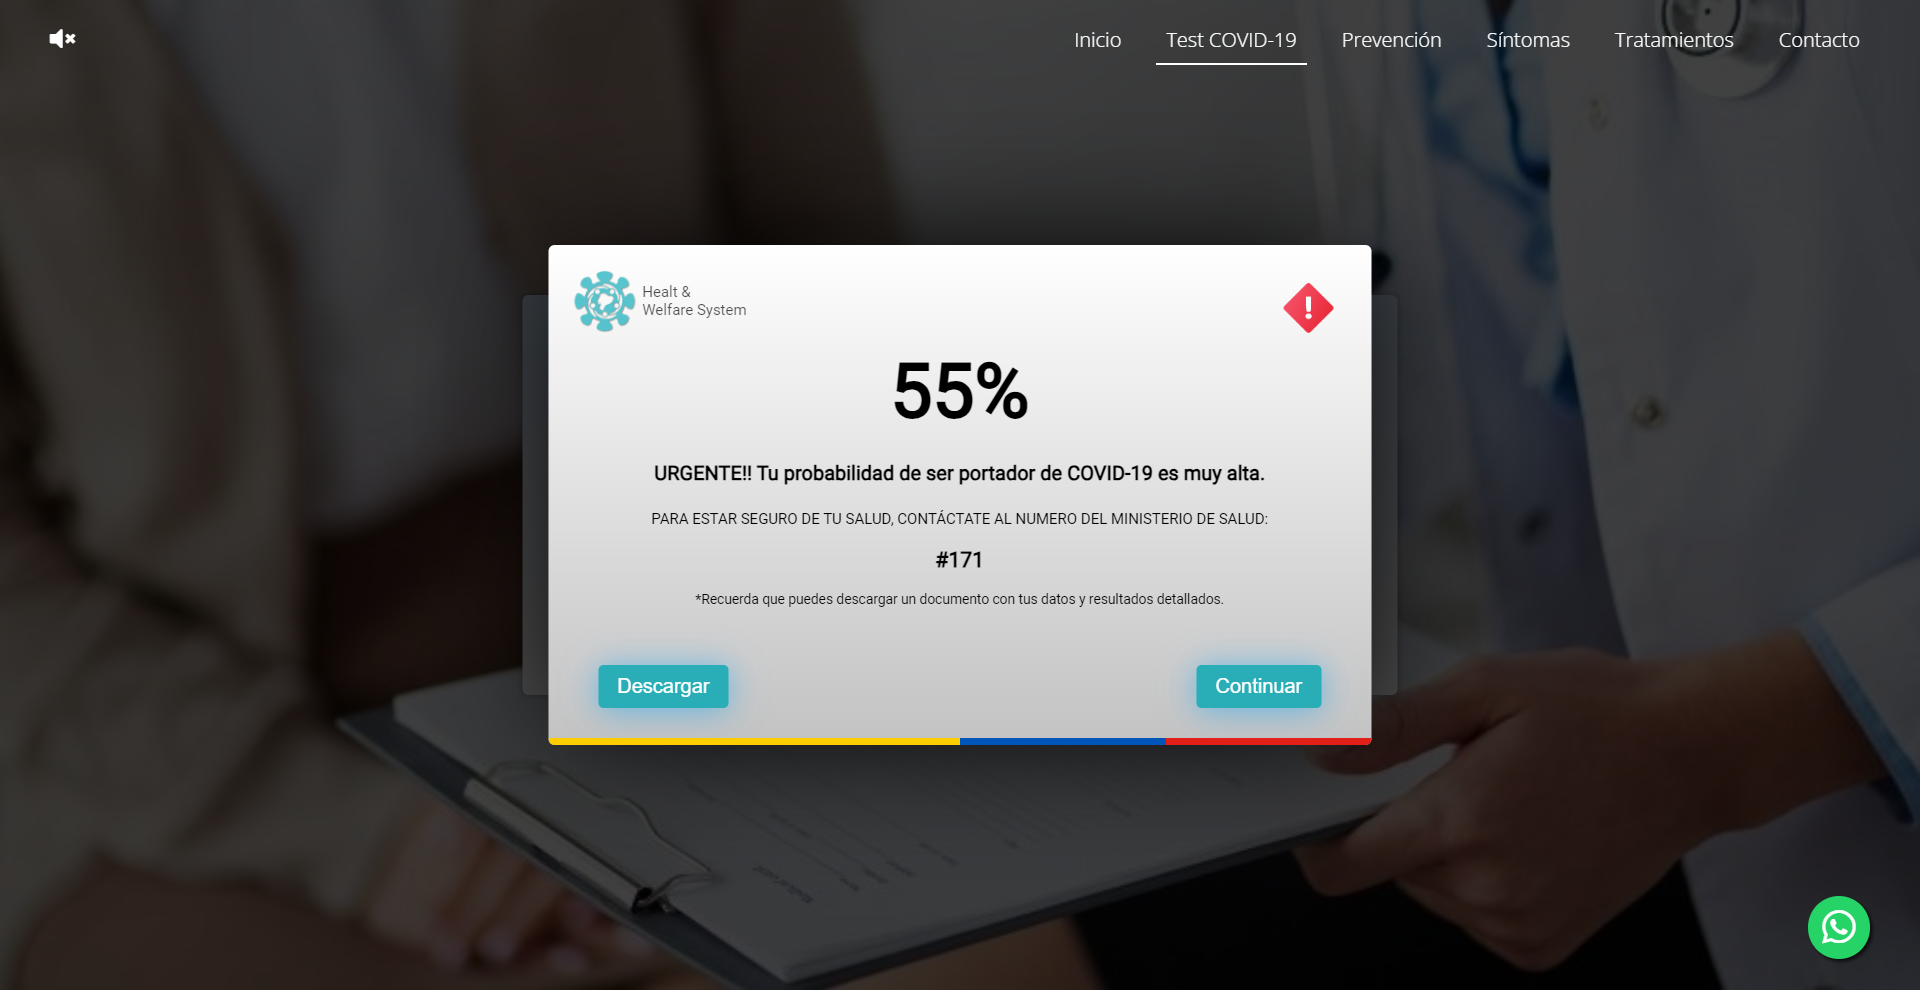 Inicio
Test COVID-19
Prevención
Síntomas
Tratamientos
Contacto
Healt &
Welfare System
55%
URGENTE!! Tu probabilidad de ser portador de COVID-19 es muy alta.
PARA ESTAR SEGURO DE TU SALUD, CONTÁCTATE AL NUMERO DEL MINISTERIO DE SALUD:
#171
*Recuerda que puedes descargar un documento con tus datos y resultados detallados.
Descargar
Continuar